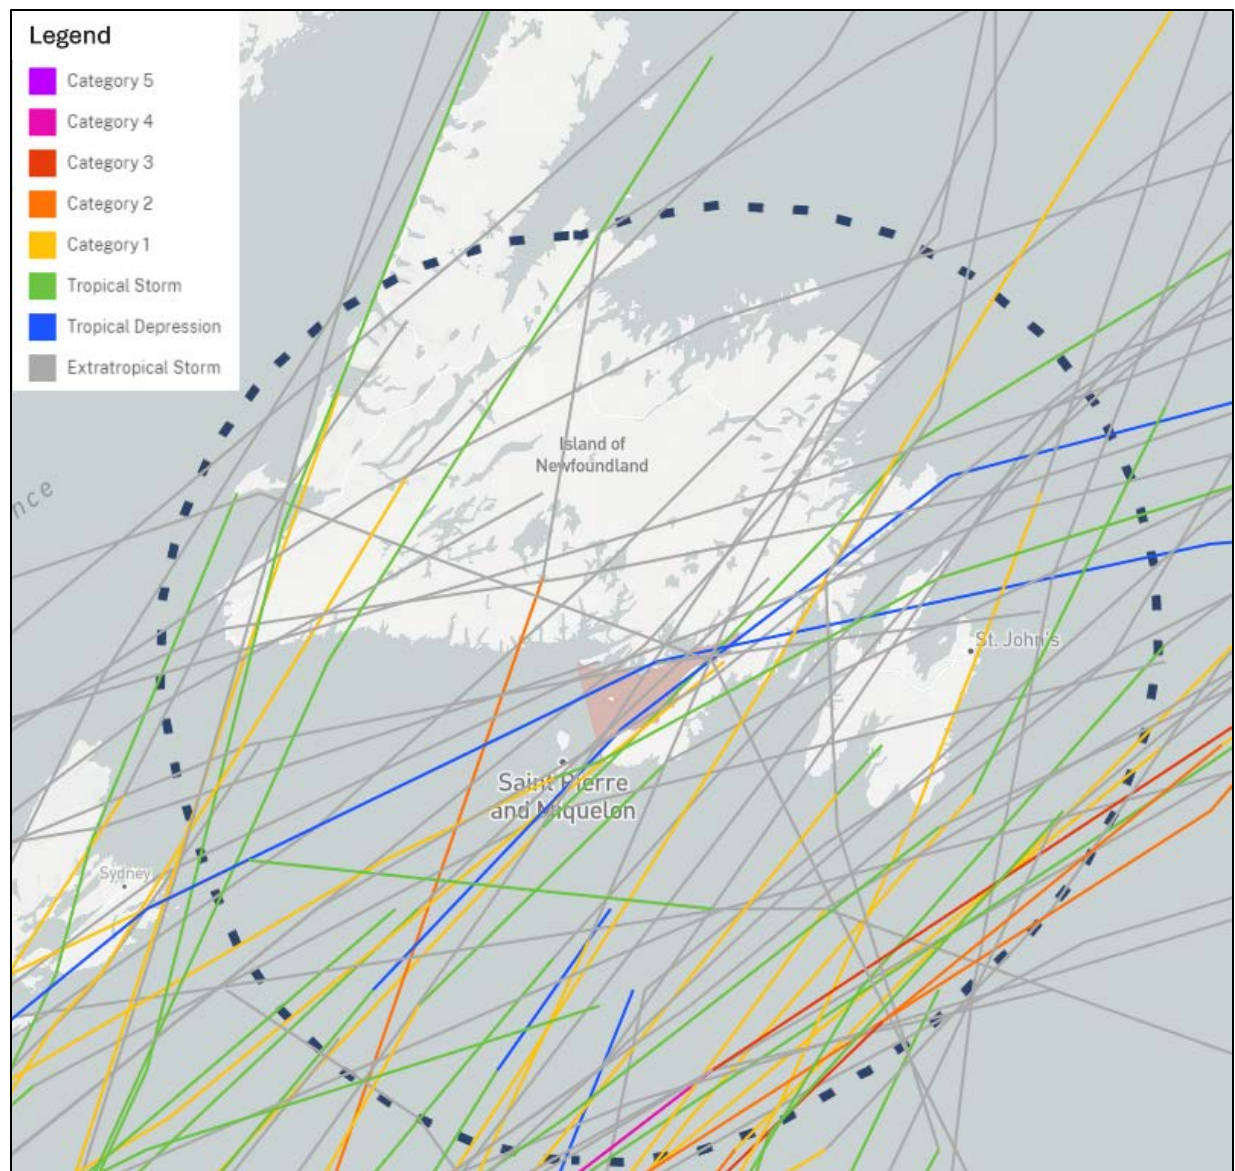 Legend
Category 5
Category 4
Category 3
Category 2
Category 1
Tropical Storm
Tropical Depression
Extratropical Storm
Island of
Newfoundland
nce
St. John's
Saint Pierre
and Miquelon
Sydney